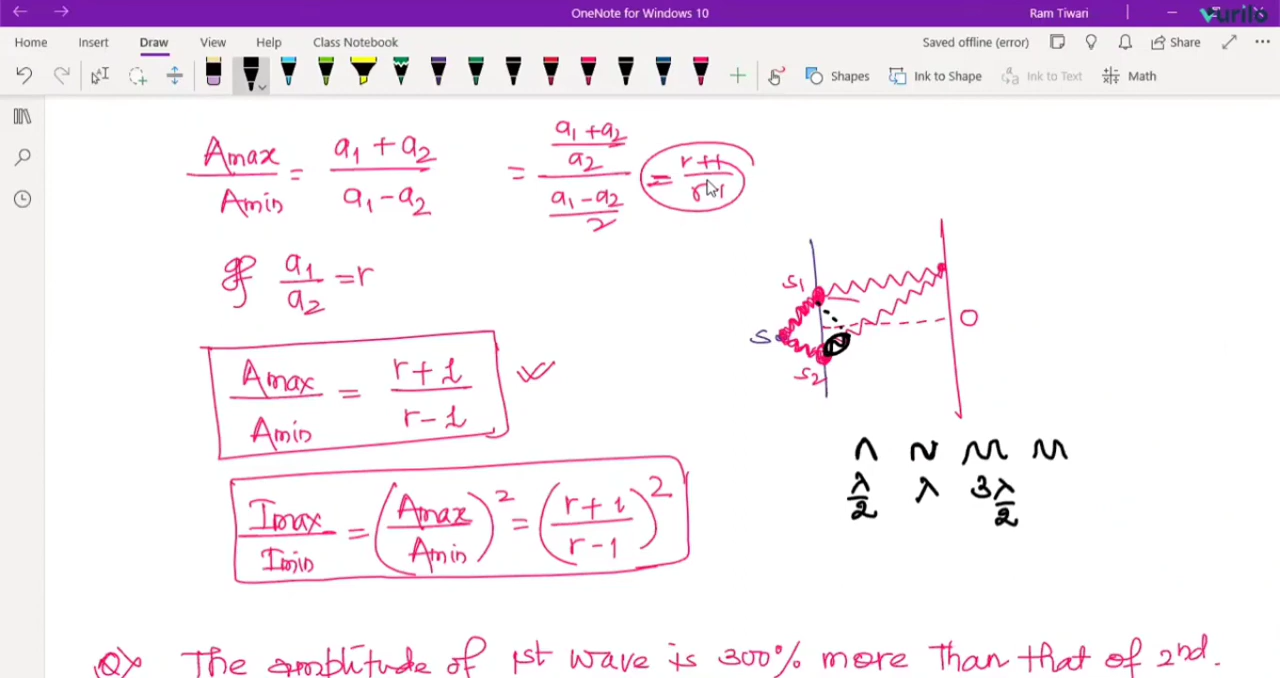 OneNote for Windows 10
Ram Tiwari
vurilo
Home Insert Draw View Help Class Notebook
Saved offline (error) Share
Shapes Ink to Shape Ink to Text Math
Amax/Amin = (a1 + a2)/(a1 - a2) = ((a1 + a2)/a2)/((a1 - a2)/2) = (r+1)/(r-1)
If a1/a2 = r
S1
S
O
S2
Amax/Amin = (r+1)/(r-1)
λ/2 λ 3λ/2
Imax/Imin = (Amax/Amin)^2 = ((r+1)/(r-1))^2
Q> The amplitude of 1st wave is 300% more than that of 2nd.